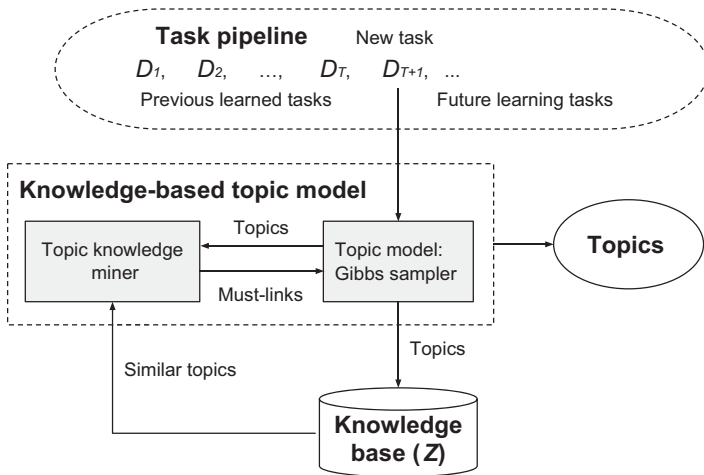 Task pipeline New task
D1, D2, ..., DT, DT+1, ...
Previous learned tasks Future learning tasks
Knowledge-based topic model
Topic knowledge
miner
Topics
Must-links
Topic model:
Gibbs sampler
Topics
Topics
Similar topics
Knowledge
base (Z)